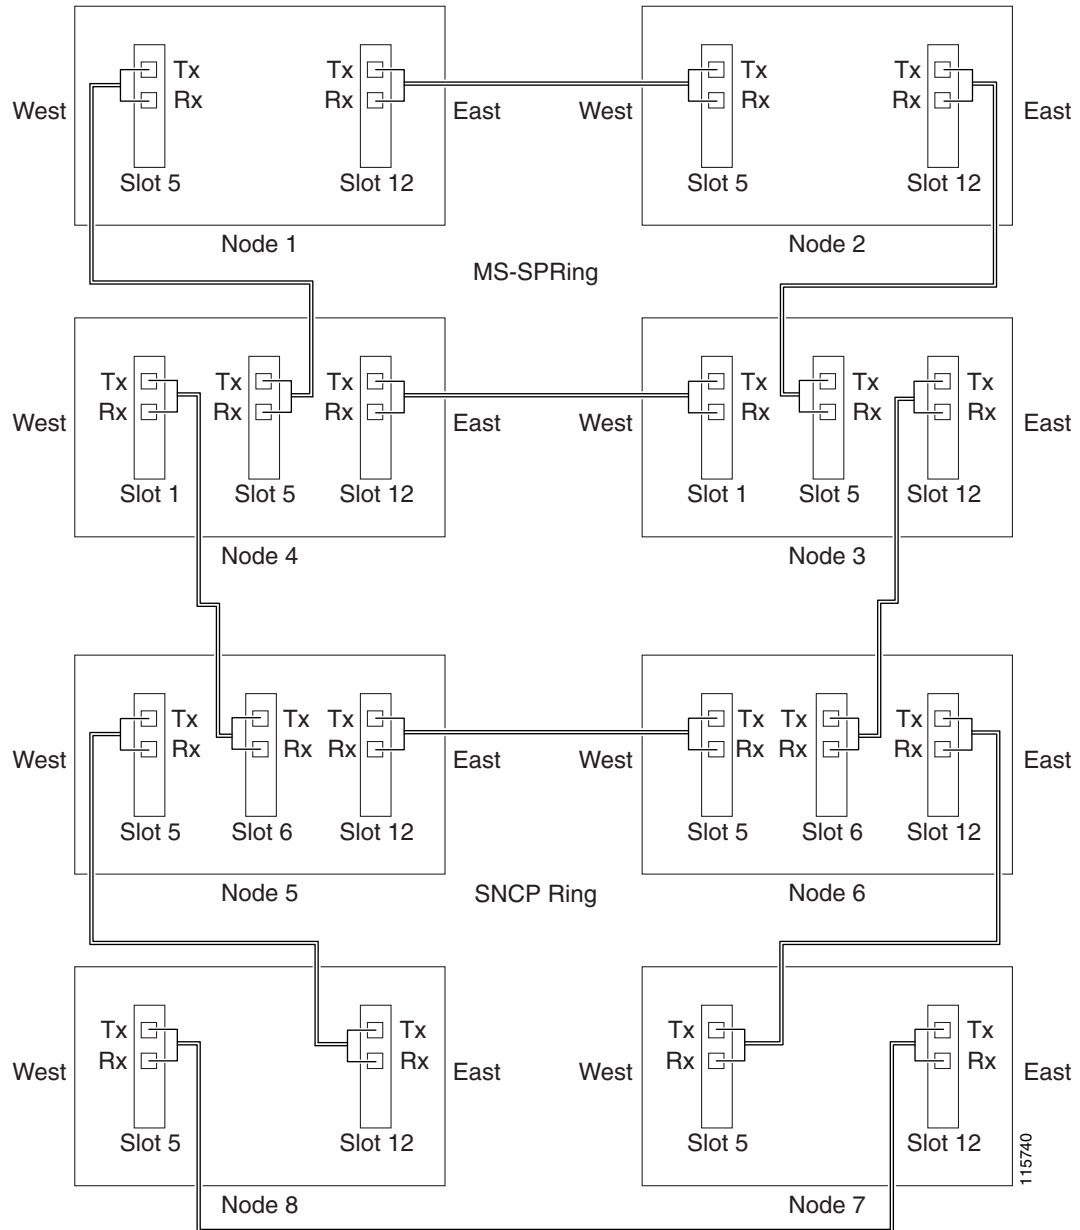 Tx Tx Tx Tx
Rx Rx Rx Rx
West East West East
Slot 5 Slot 12 Slot 5 Slot 12
Node 1 Node 2
MS-SPRing
Tx Tx Tx Tx Tx Tx
Rx Rx Rx Rx Rx Rx
West East West East
Slot 1 Slot 5 Slot 12 Slot 1 Slot 5 Slot 12
Node 4 Node 3
Tx Tx Tx Tx Tx Tx
Rx Rx Rx Rx Rx Rx
West East West East
Slot 5 Slot 6 Slot 12 Slot 5 Slot 6 Slot 12
Node 5 SNCP Ring Node 6
Tx Tx Tx Tx
Rx Rx Rx Rx
West East West East
Slot 5 Slot 12 Slot 5 Slot 12
115740
Node 8 Node 7